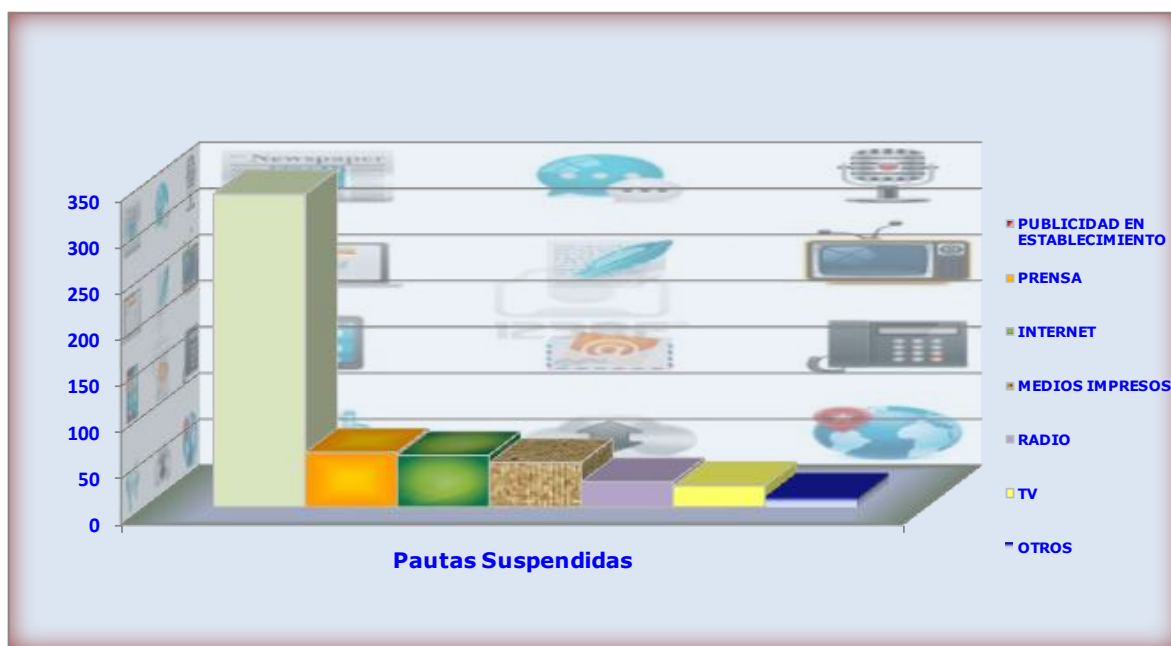 Newspaper
350
300
250
200
150
100
50
0
Pautas Suspendidas
PUBLICIDAD EN
ESTABLECIMIENTO
PRENSA
INTERNET
MEDIOS IMPRESOS
RADIO
TV
OTROS